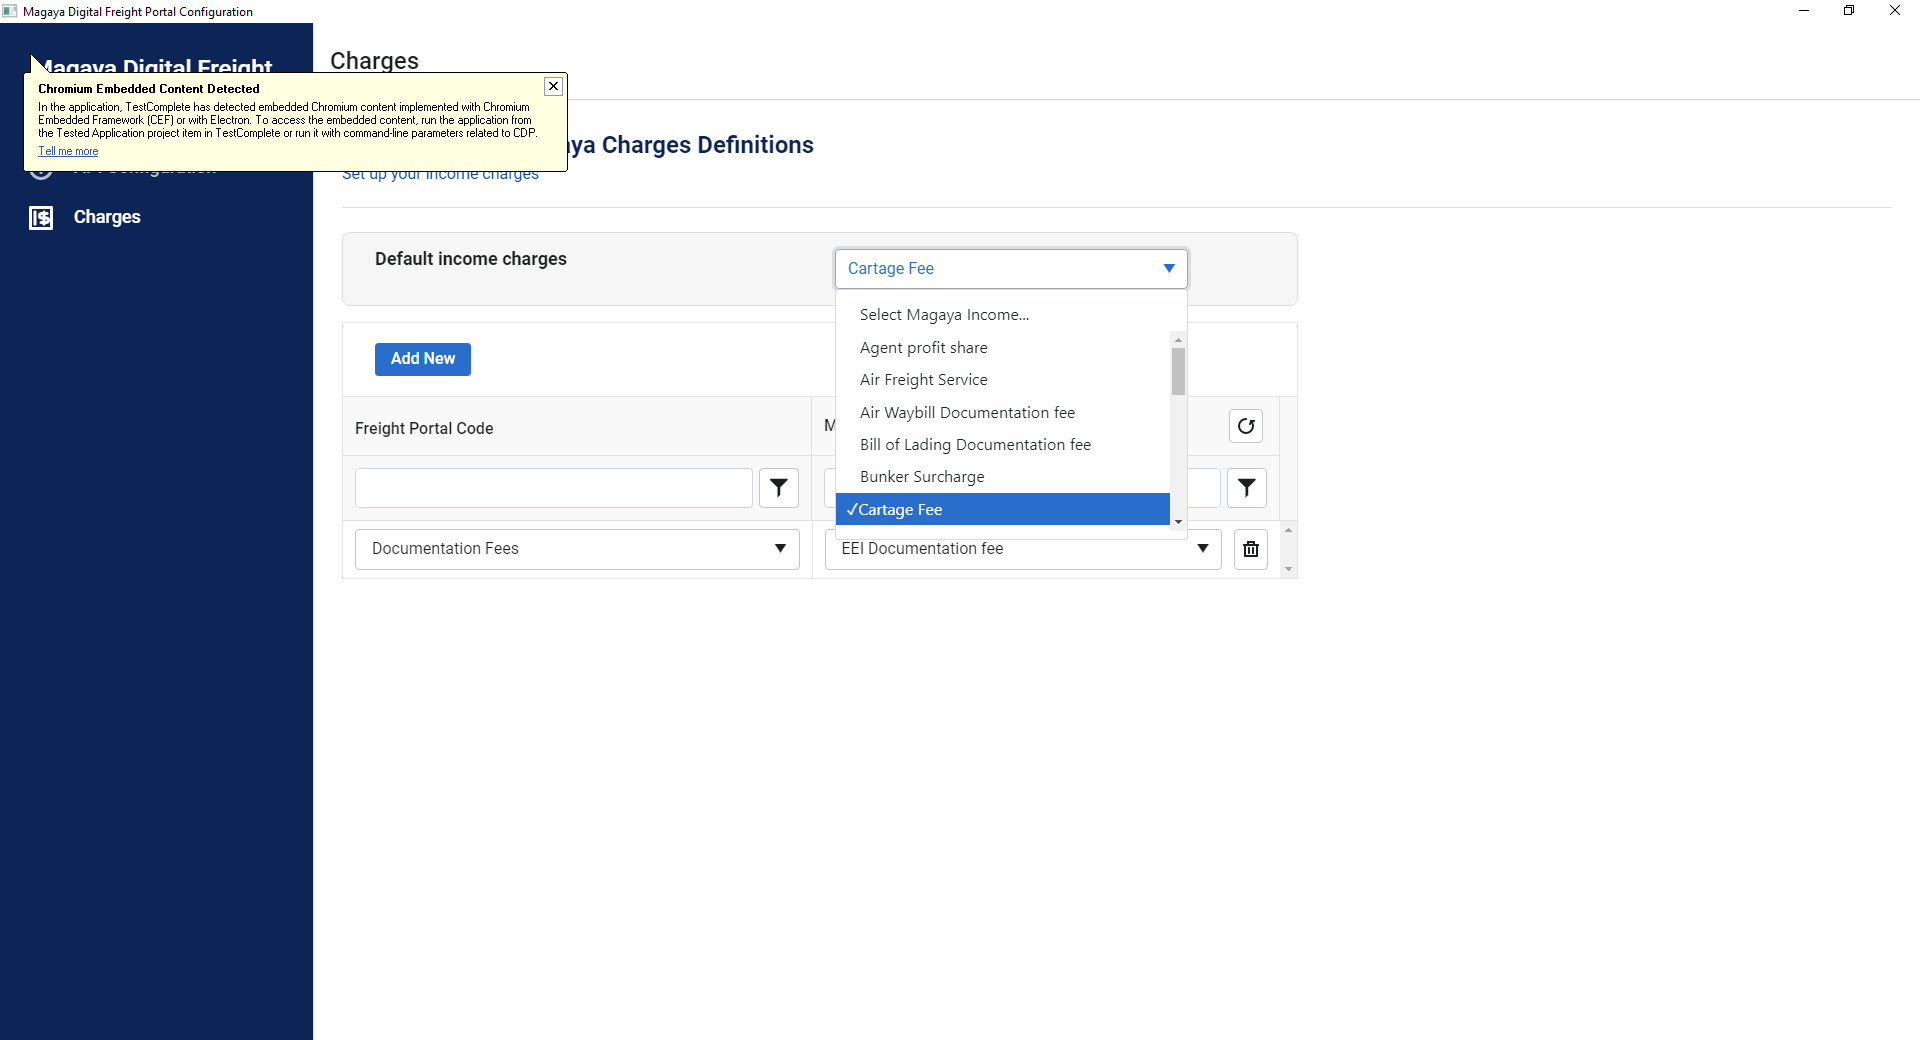 Magaya Digital Freight Portal Configuration
Magaya Digital Freight
Charges
Chromium Embedded Content Detected
In the application, TestComplete has detected embedded Chromium content implemented with Chromium
Embedded Framework (CEF) or with Electron. To access the embedded content, run the application from
the Tested Application project item in TestComplete or run it with command-line parameters related to CDP.
Tell me more
aya Charges Definitions
Set up your income charges
Configuration
Charges
Default income charges
Cartage Fee
Select Magaya Income...
Agent profit share
Air Freight Service
Air Waybill Documentation fee
Bill of Lading Documentation fee
Bunker Surcharge
✓Cartage Fee
Add New
Freight Portal Code
M
Documentation Fees
EEI Documentation fee